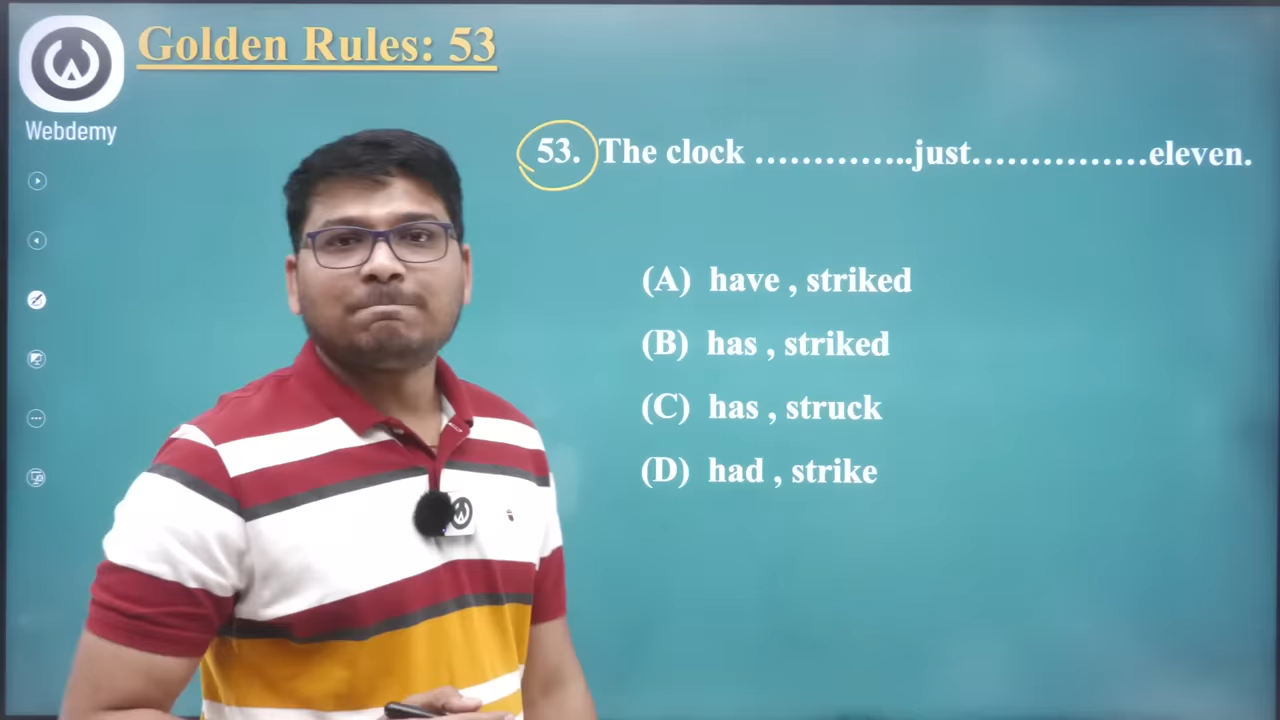 Golden Rules: 53
Webdemy
53. The clock …………..just……………eleven.
(A) have , striked
(B) has , striked
(C) has , struck
(D) had , strike